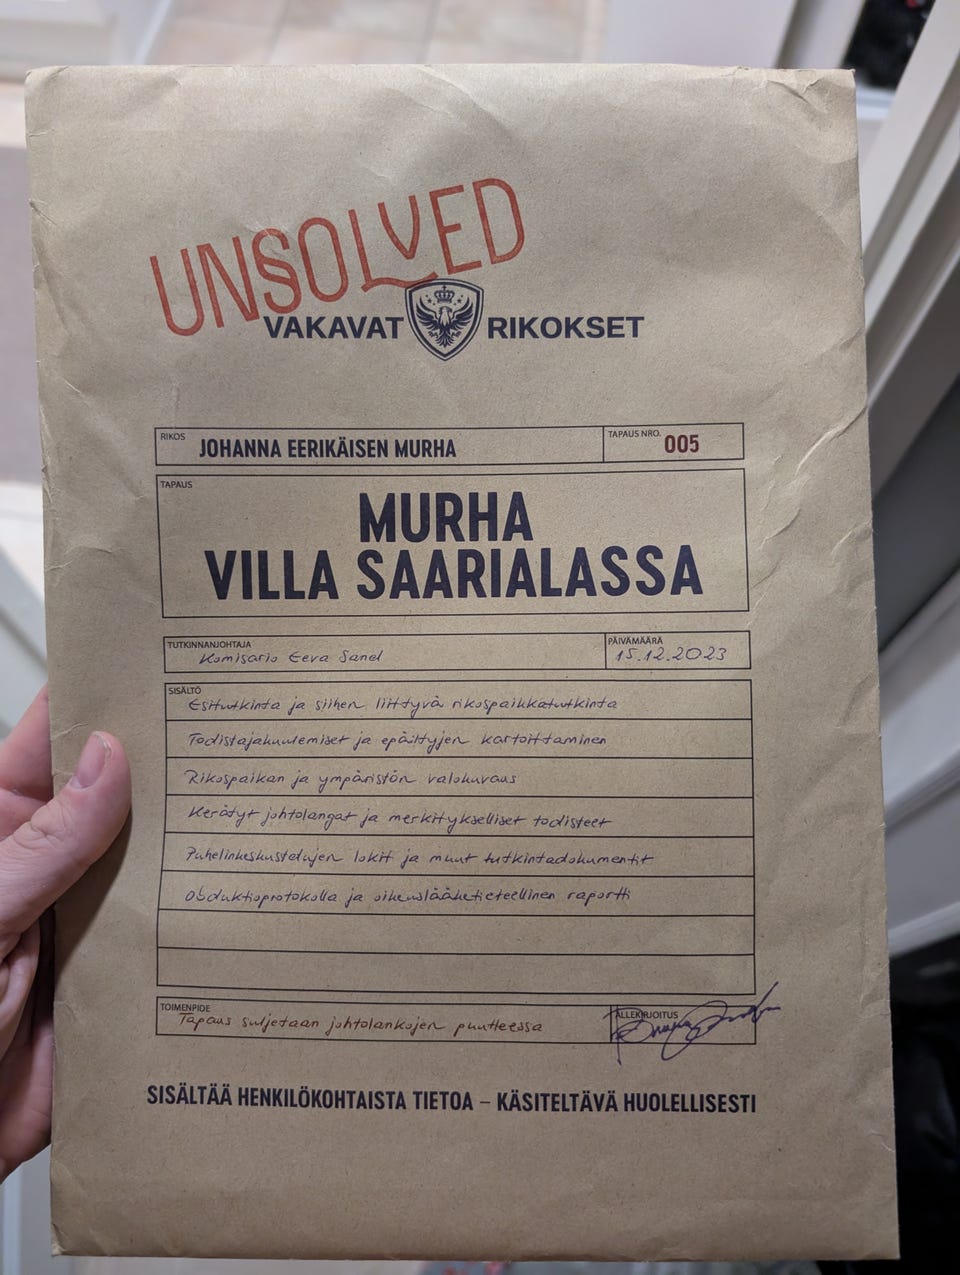 UNSOLVED
VAKAVAT RIKOKSET
RIKOS JOHANNA EERIKÄISEN MURHA TAPAUS NRO. 005
TAPAUS
MURHA
VILLA SAARIALASSA
TUTKINNANJOHTAJA PÄIVÄMÄÄRÄ
Komisario Eeva Sanel 15.12.2023
SISÄLTÖ
Esitutkinta ja siihen liittyvä rikospaikkatutkinta
Todistajakuulemiset ja epäiltyjen kartoittaminen
Rikospaikan ja ympäristön valokuvaus
Kerätyt johtolangat ja merkitykselliset todisteet
Puhelinkeskustelujen lokit ja muut tutkintadokumentit
Obduktioprotokolla ja oikeuslääketieteellinen raportti
TOIMENPIDE ALLEKIRJOITUS
Tapaus suljetaan johtolankojen puutteessa
SISÄLTÄÄ HENKILÖKOHTAISTA TIETOA – KÄSITELTÄVÄ HUOLELLISESTI